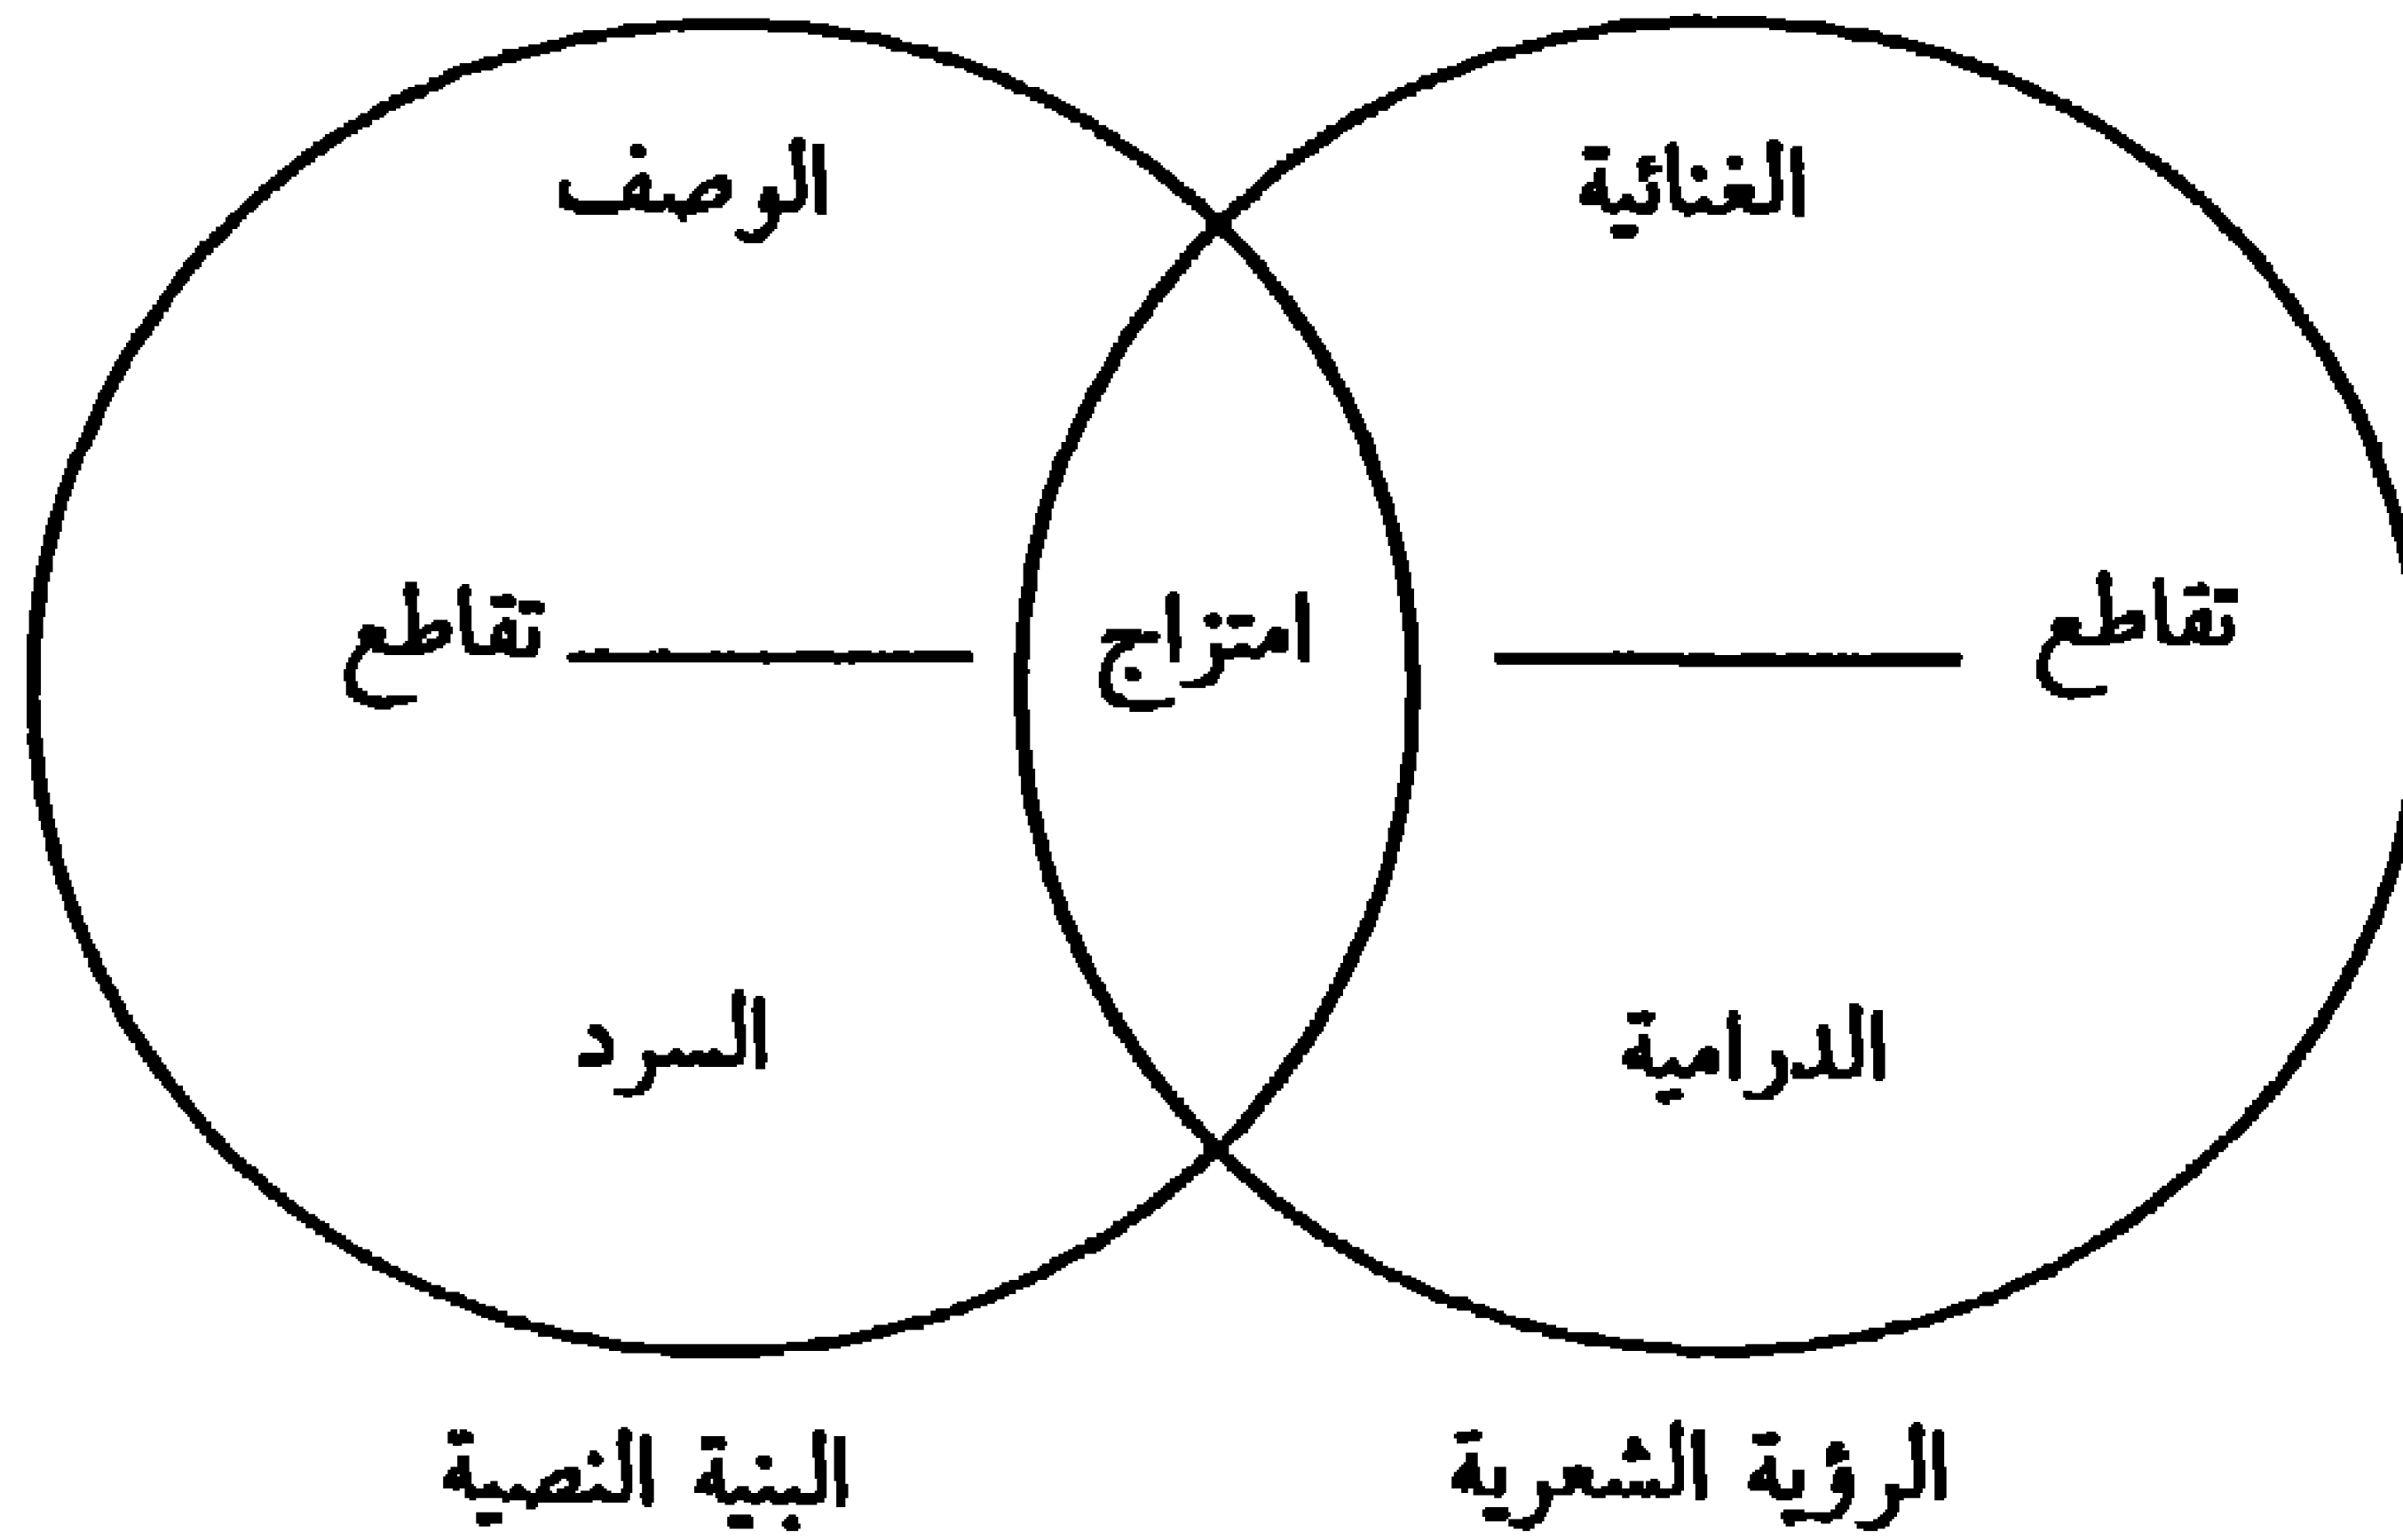 الغنائية
الوصف
تقاطع
امتزاج
تقاطع
الدرامية
السرد
الرؤية الشعرية
البنية النصية